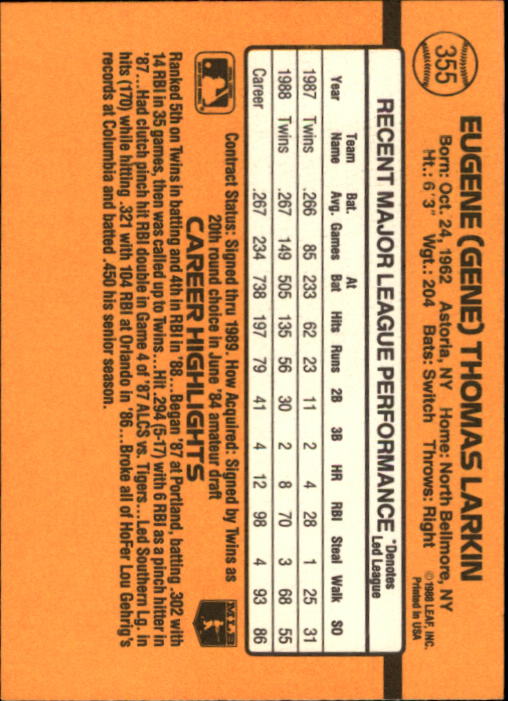 355
EUGENE (GENE) THOMAS LARKIN
Born: Oct. 24, 1962 Astoria, NY Home: North Bellmore, NY
Ht.: 6'3" Wgt.: 204 Bats: Switch Throws: Right
©1988 LEAF, INC.
Printed in USA
RECENT MAJOR LEAGUE PERFORMANCE
*Denotes
Led League
Year Team Name Bat. Avg. Games At Bat Hits Runs 2B 3B HR RBI Steal Walk SO
1987 Twins .266 85 233 62 23 11 2 4 28 1 25 31
1988 Twins .267 149 505 135 56 30 2 8 70 3 68 55
Career .267 234 738 197 79 41 4 12 98 4 93 86
Contract Status: Signed thru 1989. How Acquired: Signed by Twins as
20th round choice in June '84 amateur draft
CAREER HIGHLIGHTS
MLB
Ranked 5th on Twins in batting and 4th in RBI in '88...Began '87 at Portland, batting .302 with
14 RBI in 35 games, then was called up to Twins...Hit .294 (5-17) with 6 RBI as a pinch hitter in
'87...Had clutch pinch hit RBI double in Game 4 of '87 ALCS vs. Tigers...Led Southern Lg. in
hits (170) while hitting .321 with 104 RBI at Orlando in '86...Broke all of HoFer Lou Gehrig's
records at Columbia and batted .450 his senior season.